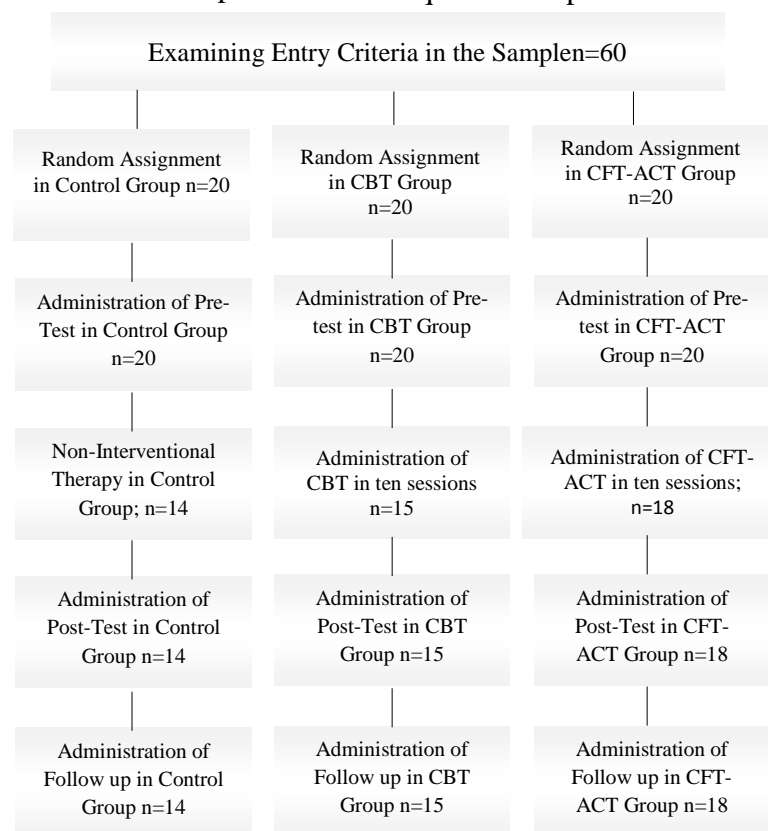 Examining Entry Criteria in the Samplen=60
Random Assignment
in Control Group n=20
Random Assignment
in CBT Group
n=20
Random Assignment
in CFT-ACT Group
n=20
Administration of Pre-
Test in Control Group
n=20
Administration of Pre-
test in CBT Group
n=20
Administration of Pre-
test in CFT-ACT
Group n=20
Non-Interventional
Therapy in Control
Group; n=14
Administration of
CBT in ten sessions
n=15
Administration of CFT-
ACT in ten sessions;
n=18
Administration of
Post-Test in Control
Group n=14
Administration of
Post-Test in CBT
Group n=15
Administration of
Post-Test in CFT-
ACT Group n=18
Administration of
Follow up in Control
Group n=14
Administration of
Follow up in CBT
Group n=15
Administration of
Follow up in CFT-
ACT Group n=18